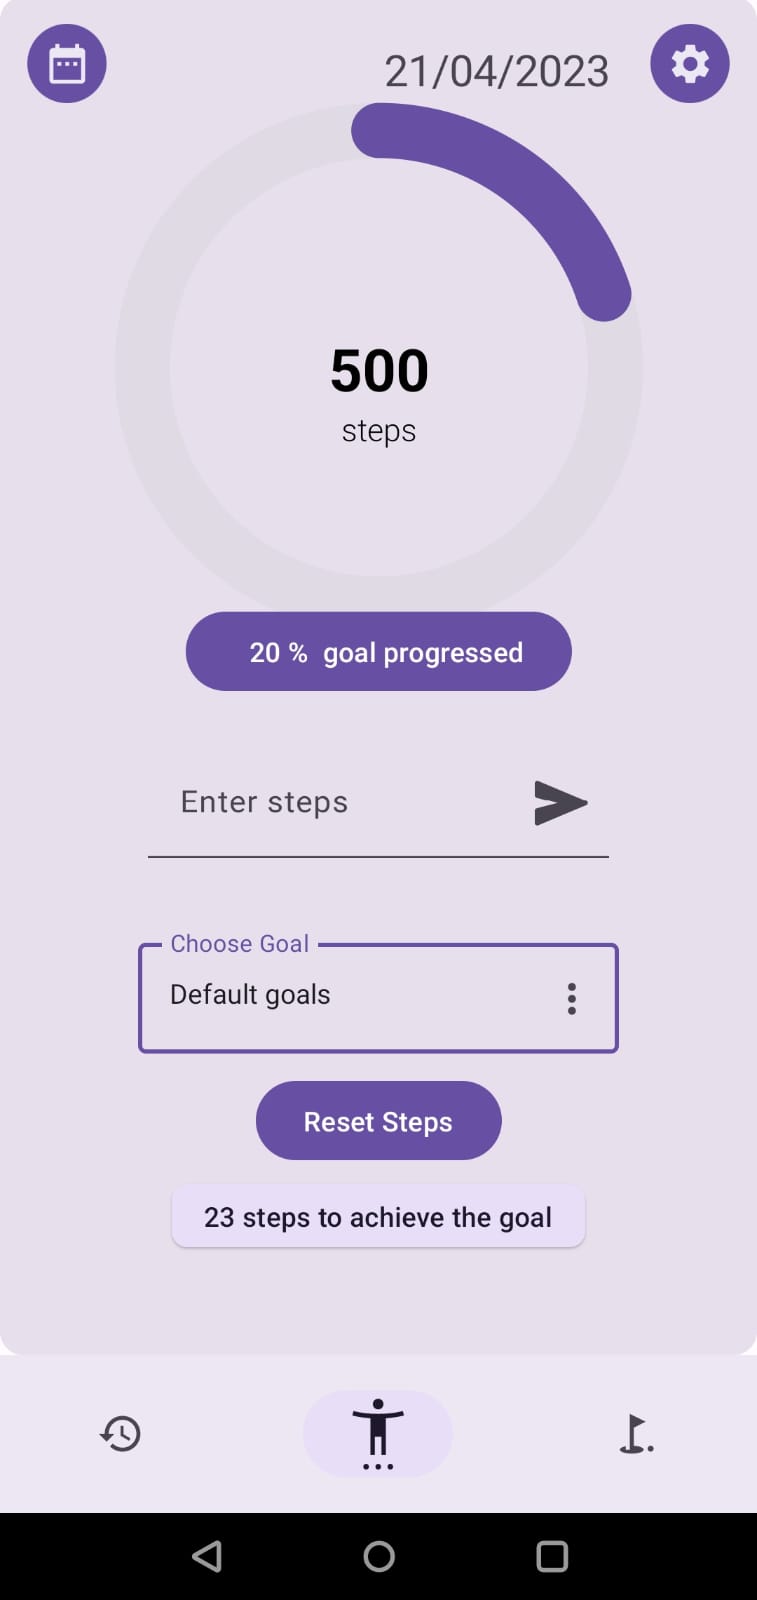 21/04/2023
500
steps
20 % goal progressed
Enter steps
Choose Goal
Default goals
Reset Steps
23 steps to achieve the goal